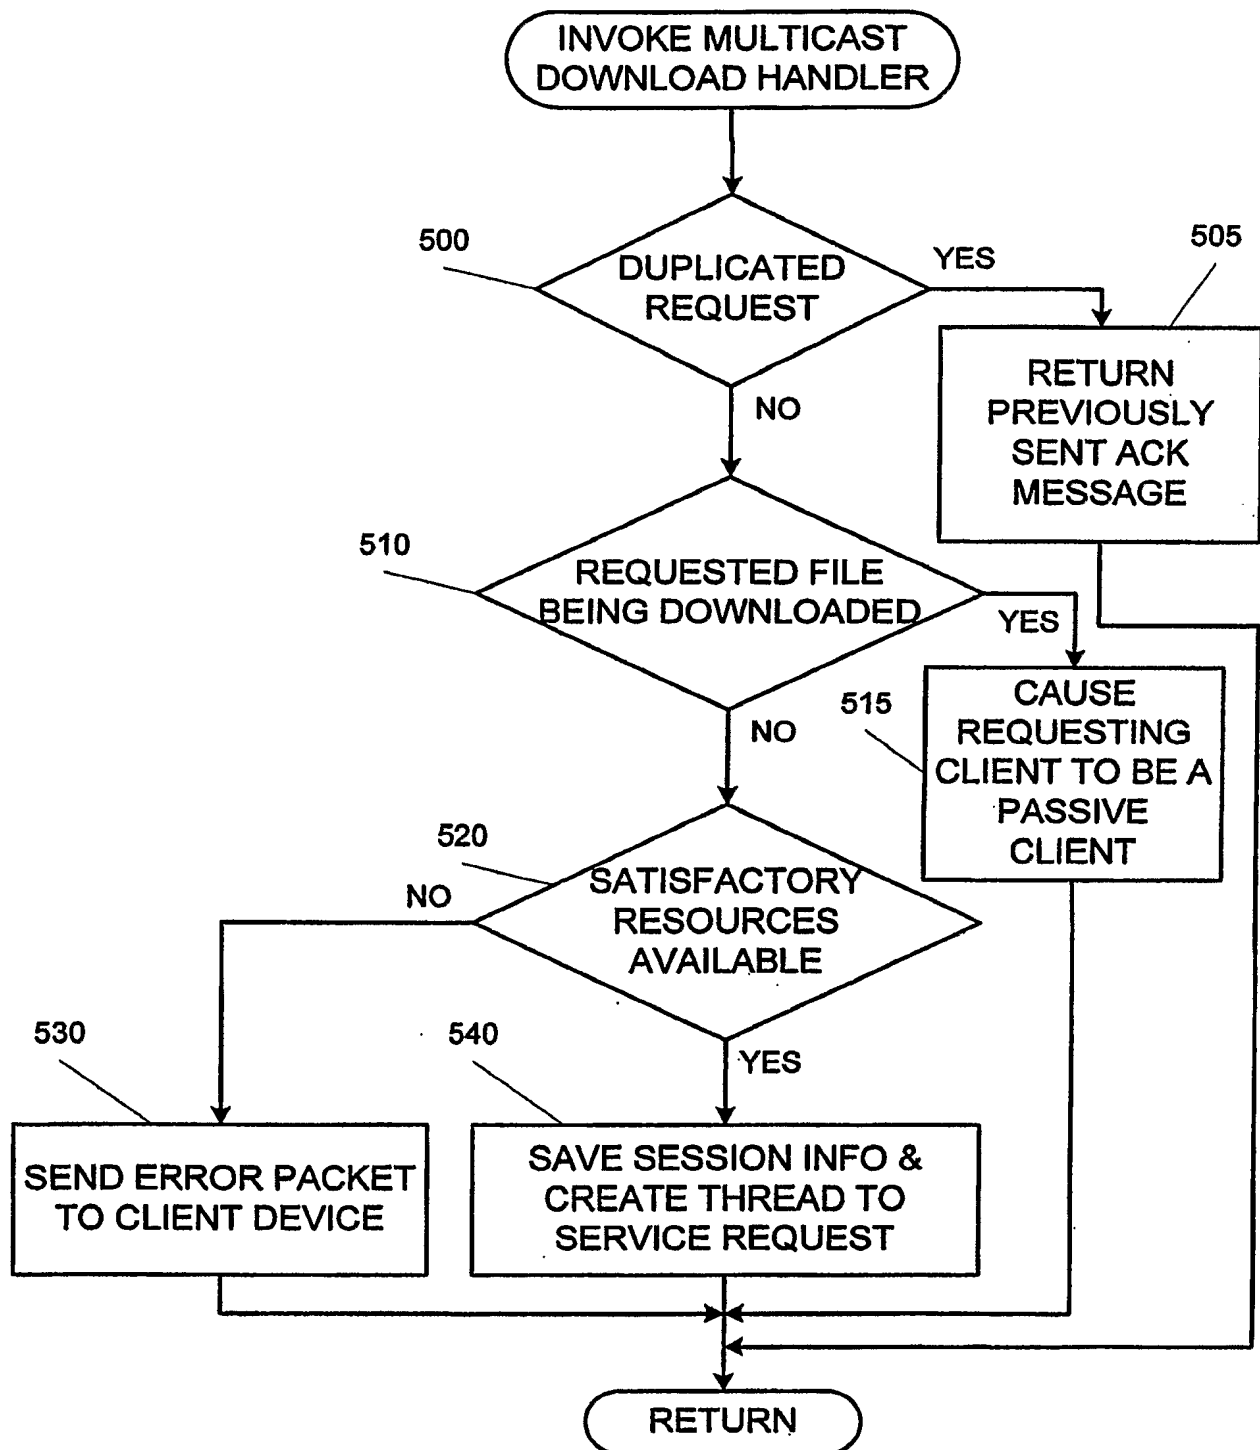 INVOKE MULTICAST
DOWNLOAD HANDLER
500
DUPLICATED
REQUEST
YES
505
NO
RETURN
PREVIOUSLY
SENT ACK
MESSAGE
510
REQUESTED FILE
BEING DOWNLOADED
YES
NO
515
CAUSE
REQUESTING
CLIENT TO BE A
PASSIVE
CLIENT
520
SATISFACTORY
RESOURCES
AVAILABLE
NO
YES
530
SEND ERROR PACKET
TO CLIENT DEVICE
540
SAVE SESSION INFO &
CREATE THREAD TO
SERVICE REQUEST
RETURN